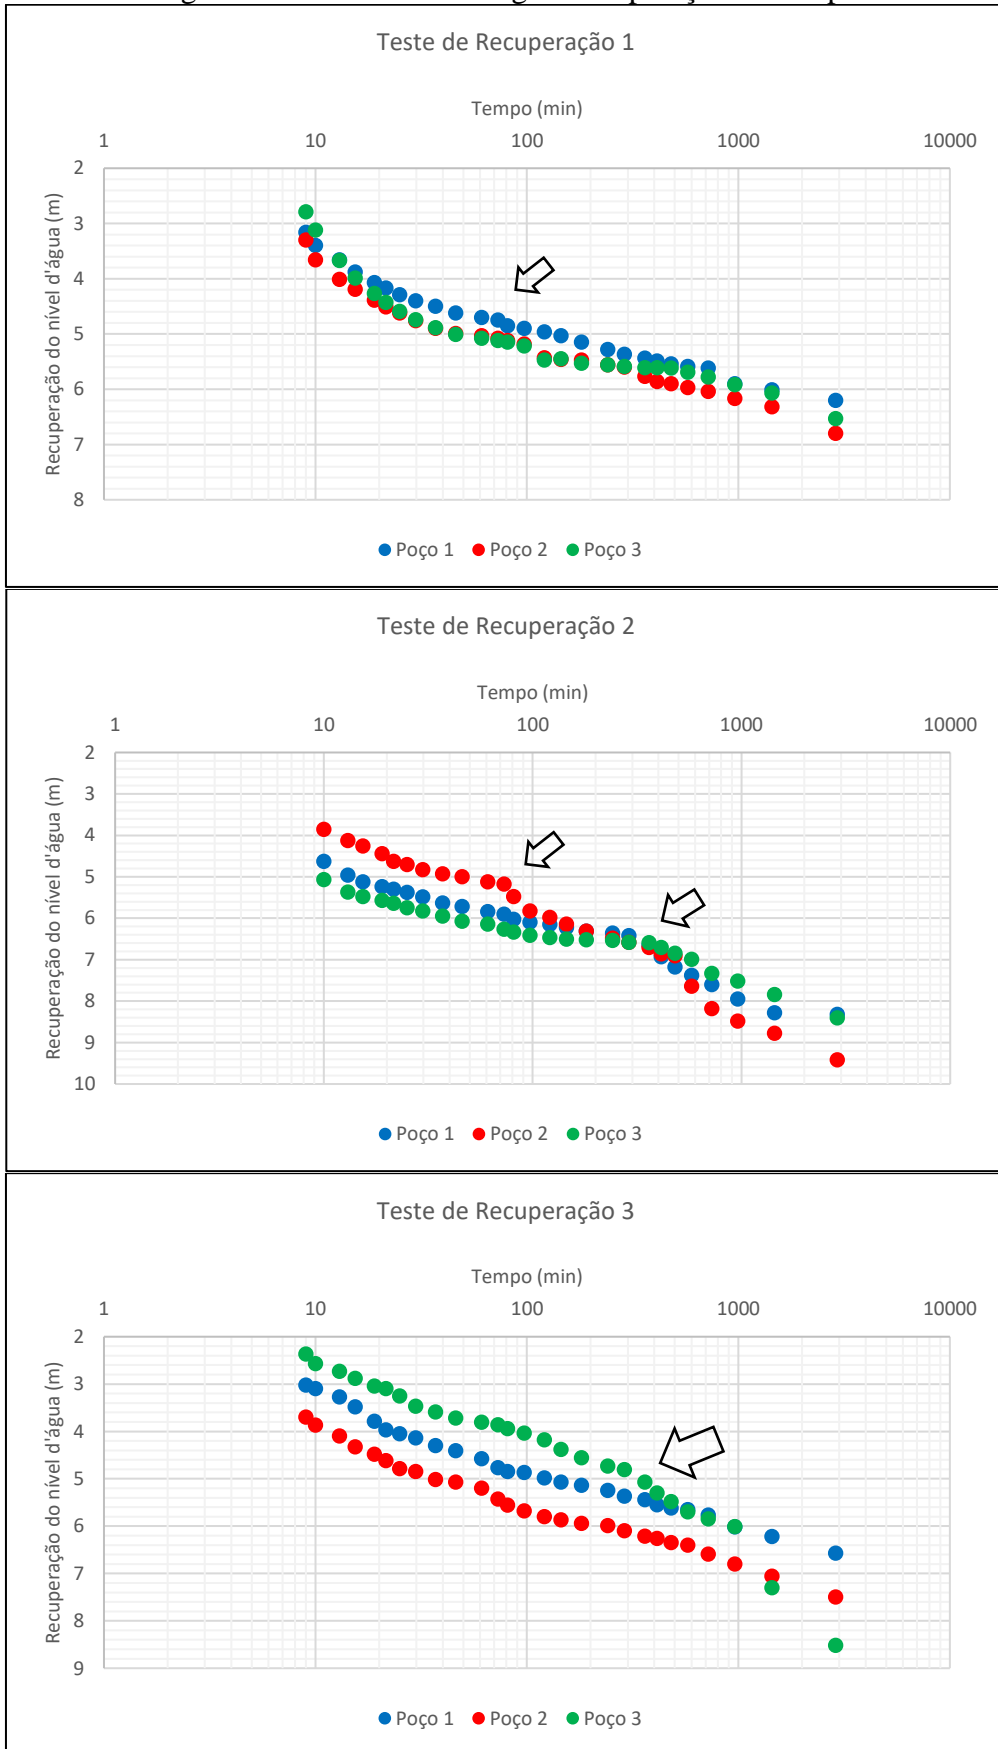 Teste de Recuperação 1
Tempo (min)
1 10 100 1000 10000
Recuperação do nível d'água (m)
2
3
4
5
6
7
8
Poço 1 Poço 2 Poço 3
Teste de Recuperação 2
Tempo (min)
1 10 100 1000 10000
Recuperação do nível d'água (m)
2
3
4
5
6
7
8
9
10
Poço 1 Poço 2 Poço 3
Teste de Recuperação 3
Tempo (min)
1 10 100 1000 10000
Recuperação do nível d'água (m)
2
3
4
5
6
7
8
9
Poço 1 Poço 2 Poço 3